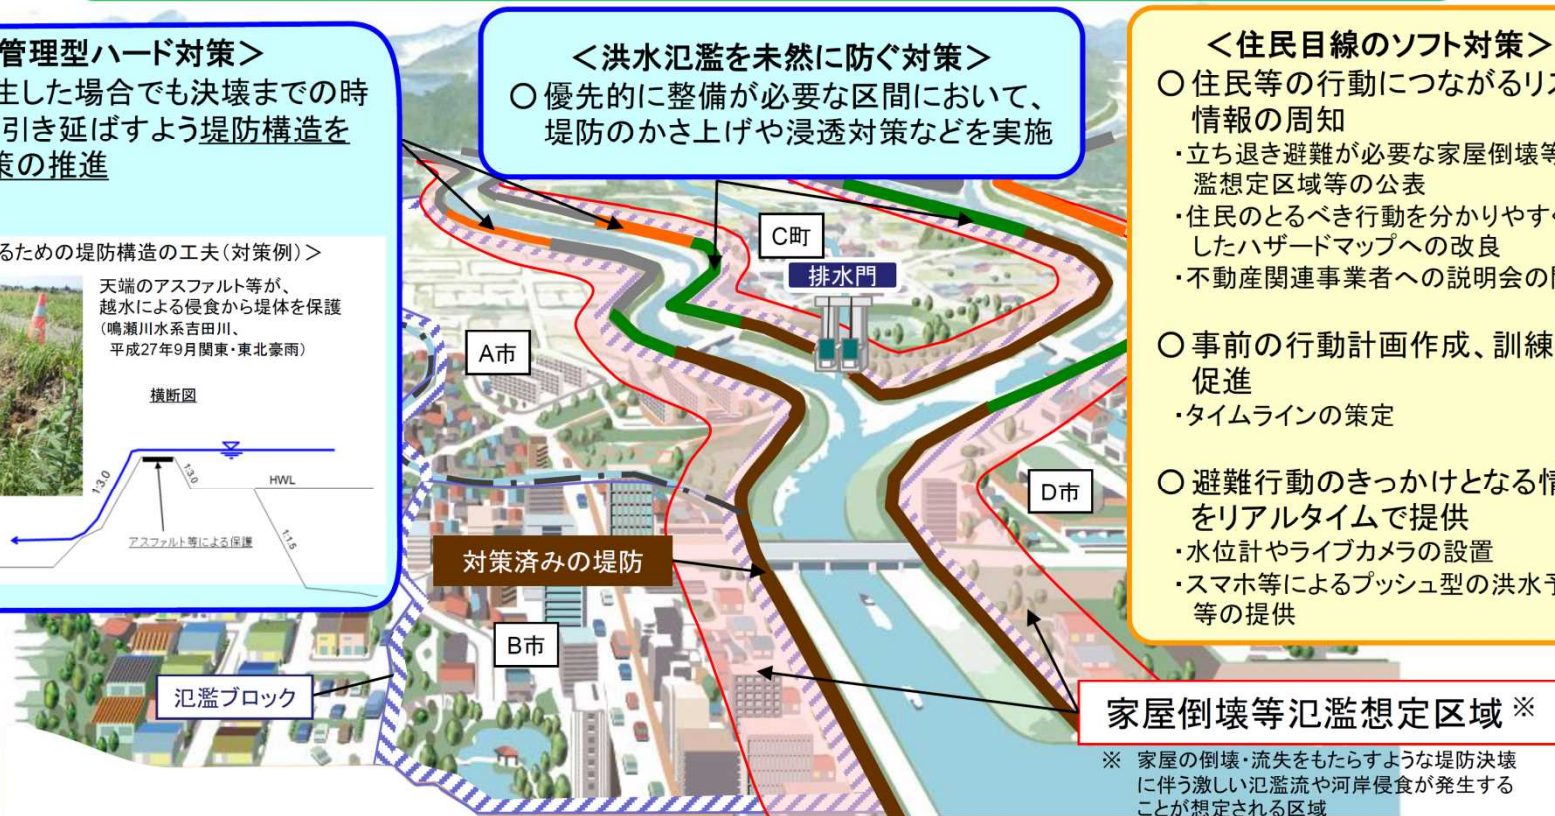 管理型ハード対策＞
生した場合でも決壊までの時
引き延ばすよう堤防構造を
策の推進
るための堤防構造の工夫(対策例)＞
天端のアスファルト等が、
越水による侵食から堤体を保護
(鳴瀬川水系吉田川、
平成27年9月関東・東北豪雨)
横断図
1:3.0
1:3.0
HWL
1:1.5
アスファルト等による保護
＜洪水氾濫を未然に防ぐ対策＞
○優先的に整備が必要な区間において、
堤防のかさ上げや浸透対策などを実施
C町
排水門
A市
D市
対策済みの堤防
B市
氾濫ブロック
＜住民目線のソフト対策＞
○住民等の行動につながるリス
情報の周知
・立ち退き避難が必要な家屋倒壊等
濫想定区域等の公表
・住民のとるべき行動を分かりやすく
したハザードマップへの改良
・不動産関連事業者への説明会の開
○事前の行動計画作成、訓練
促進
・タイムラインの策定
○避難行動のきっかけとなる情
をリアルタイムで提供
・水位計やライブカメラの設置
・スマホ等によるプッシュ型の洪水予
等の提供
家屋倒壊等氾濫想定区域※
※ 家屋の倒壊・流失をもたらすような堤防決壊
に伴う激しい氾濫流や河岸侵食が発生する
ことが想定される区域